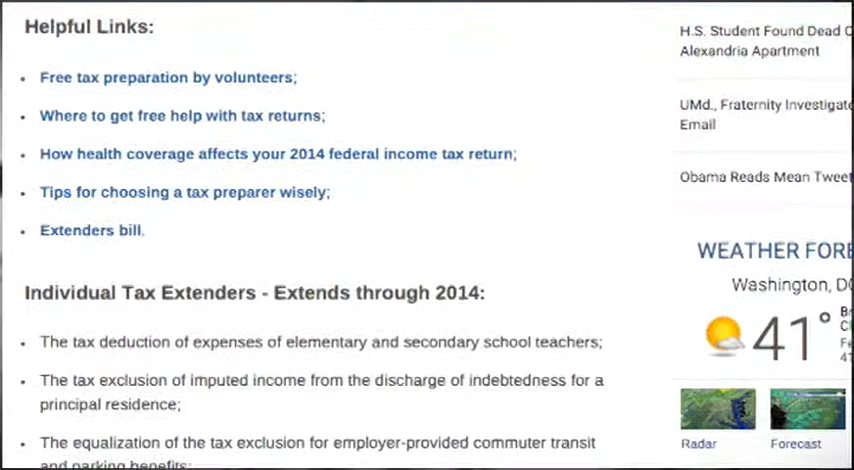 Helpful Links:
Free tax preparation by volunteers;
Where to get free help with tax returns;
How health coverage affects your 2014 federal income tax return;
Tips for choosing a tax preparer wisely;
Extenders bill.
Individual Tax Extenders - Extends through 2014:
The tax deduction of expenses of elementary and secondary school teachers;
The tax exclusion of imputed income from the discharge of indebtedness for a
principal residence;
The equalization of the tax exclusion for employer-provided commuter transit
and parking benefits;
H.S. Student Found Dead
Alexandria Apartment
UMd., Fraternity
Email
Obama Reads Mean
WEATHER
Washington,
41°
Radar
Forecast